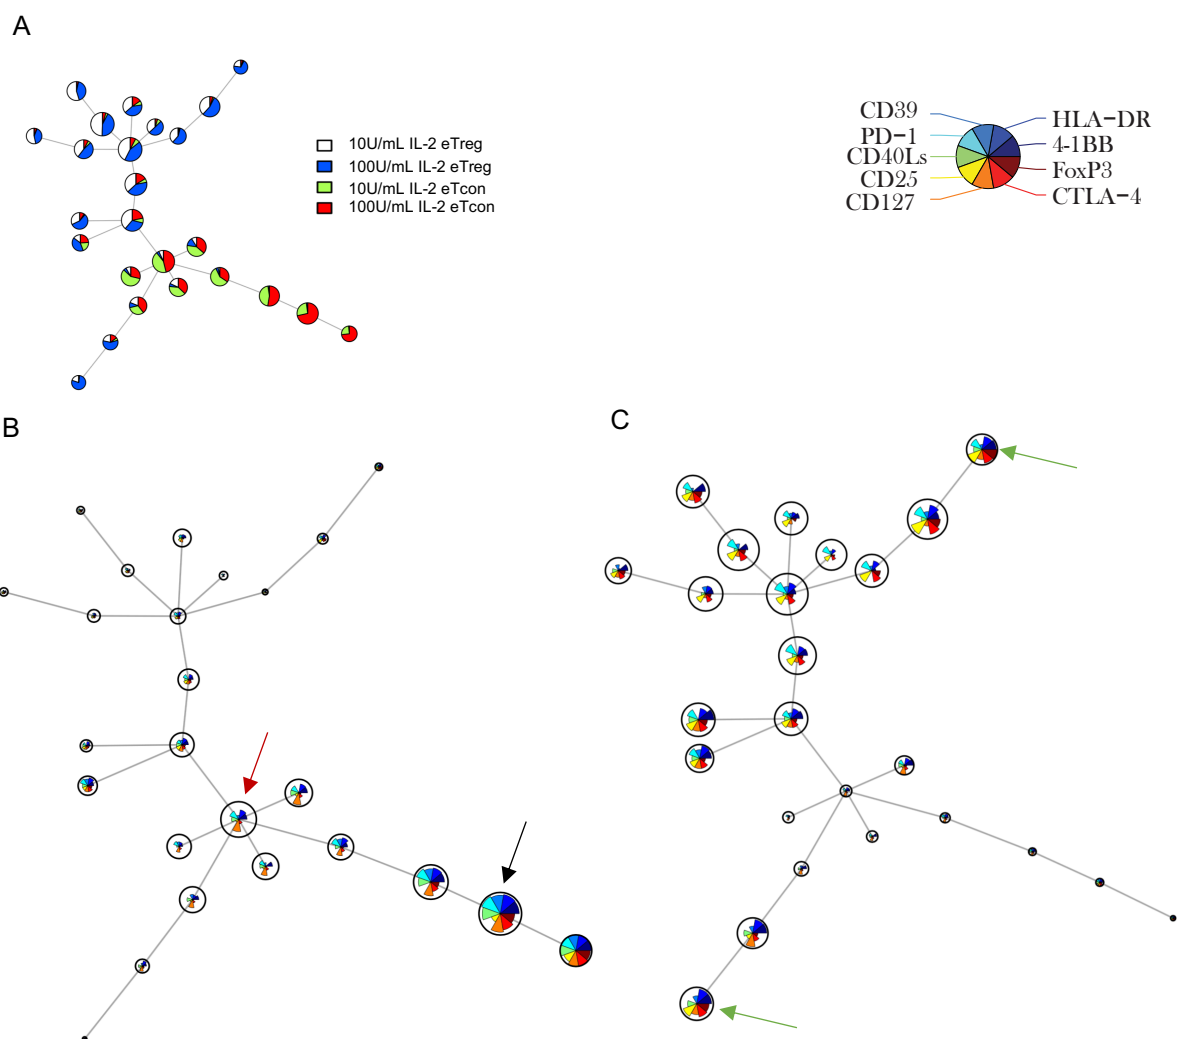 A
10U/mL IL-2 eTreg
100U/mL IL-2 eTreg
10U/mL IL-2 eTcon
100U/mL IL-2 eTcon
CD39
PD-1
CD40Ls
CD25
CD127
HLA-DR
4-1BB
FoxP3
CTLA-4
B
C